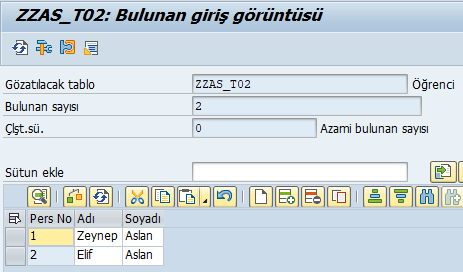 ZZAS_T02: Bulunan giriş görüntüsü
Gözatılacak tablo ZZAS_T02 Öğrenci
Bulunan sayısı 2
Çlşt.sü. 0 Azami bulunan sayısı
Sütun ekle
Pers No Adı Soyadı
1 Zeynep Aslan
2 Elif Aslan